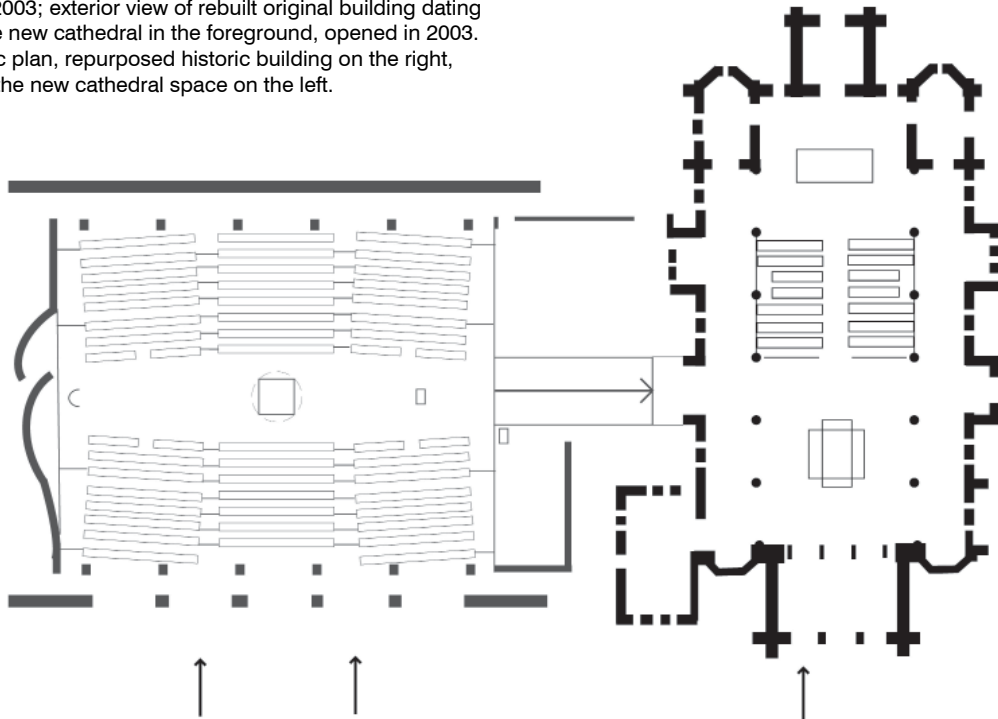 2003; exterior view of rebuilt original building dating
e new cathedral in the foreground, opened in 2003.
c plan, repurposed historic building on the right,
the new cathedral space on the left.